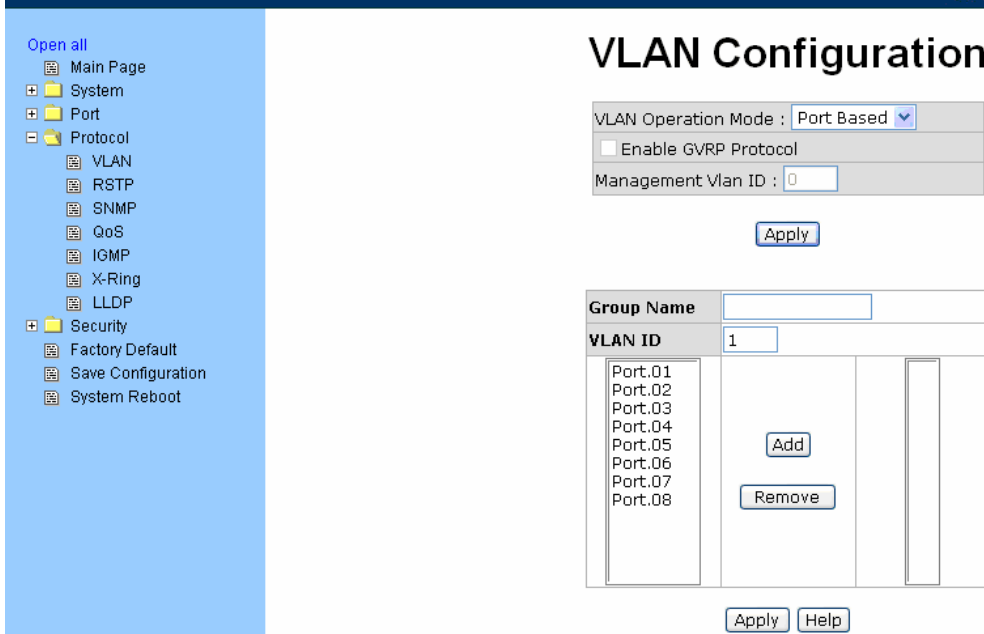 Open all
Main Page
System
Port
Protocol
VLAN
RSTP
SNMP
QoS
IGMP
X-Ring
LLDP
Security
Factory Default
Save Configuration
System Reboot
VLAN Configuration
VLAN Operation Mode : Port Based
Enable GVRP Protocol
Management Vlan ID : 0
Apply
Group Name
VLAN ID 1
Port.01
Port.02
Port.03
Port.04
Port.05
Port.06
Port.07
Port.08
Add
Remove
Apply Help